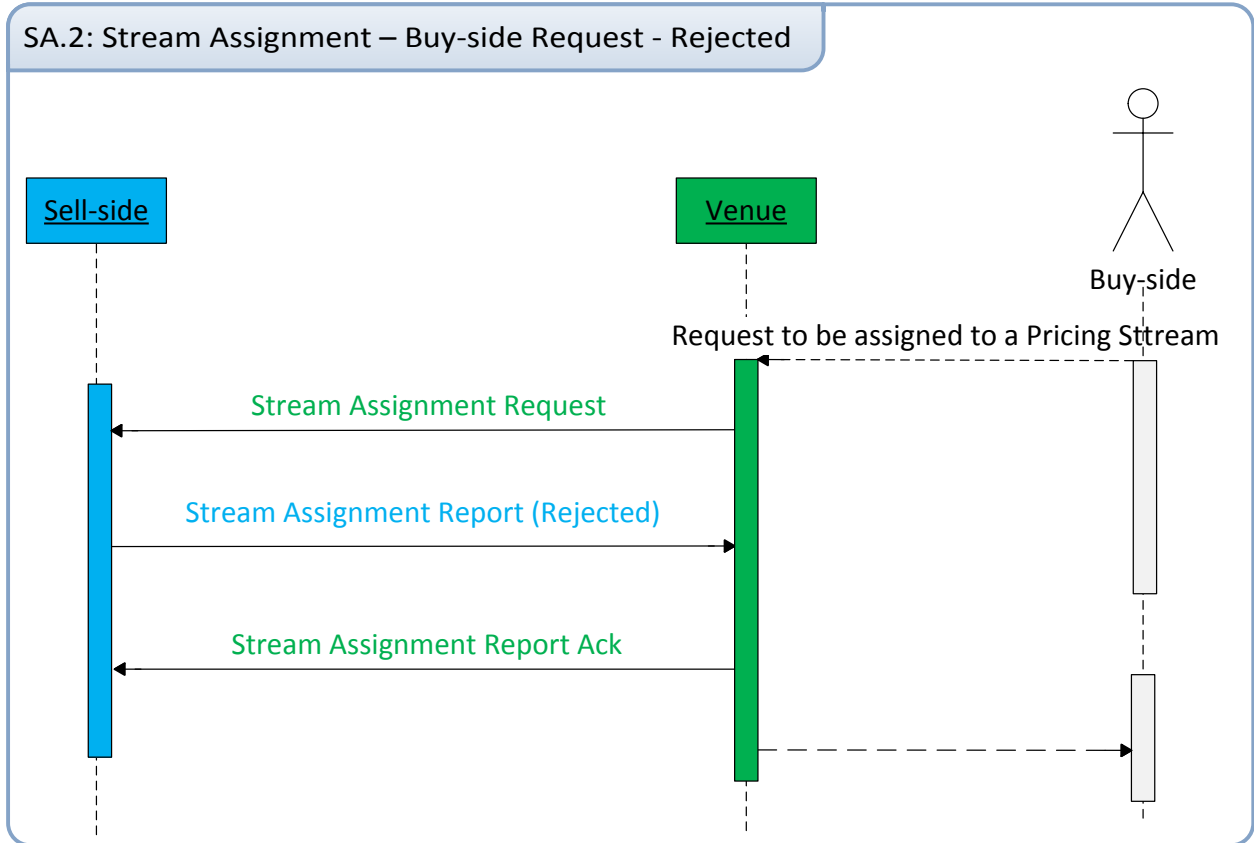 SA.2: Stream Assignment – Buy-side Request - Rejected
Sell-side
Venue
Buy-side
Request to be assigned to a Pricing Sttream
Stream Assignment Request
Stream Assignment Report (Rejected)
Stream Assignment Report Ack